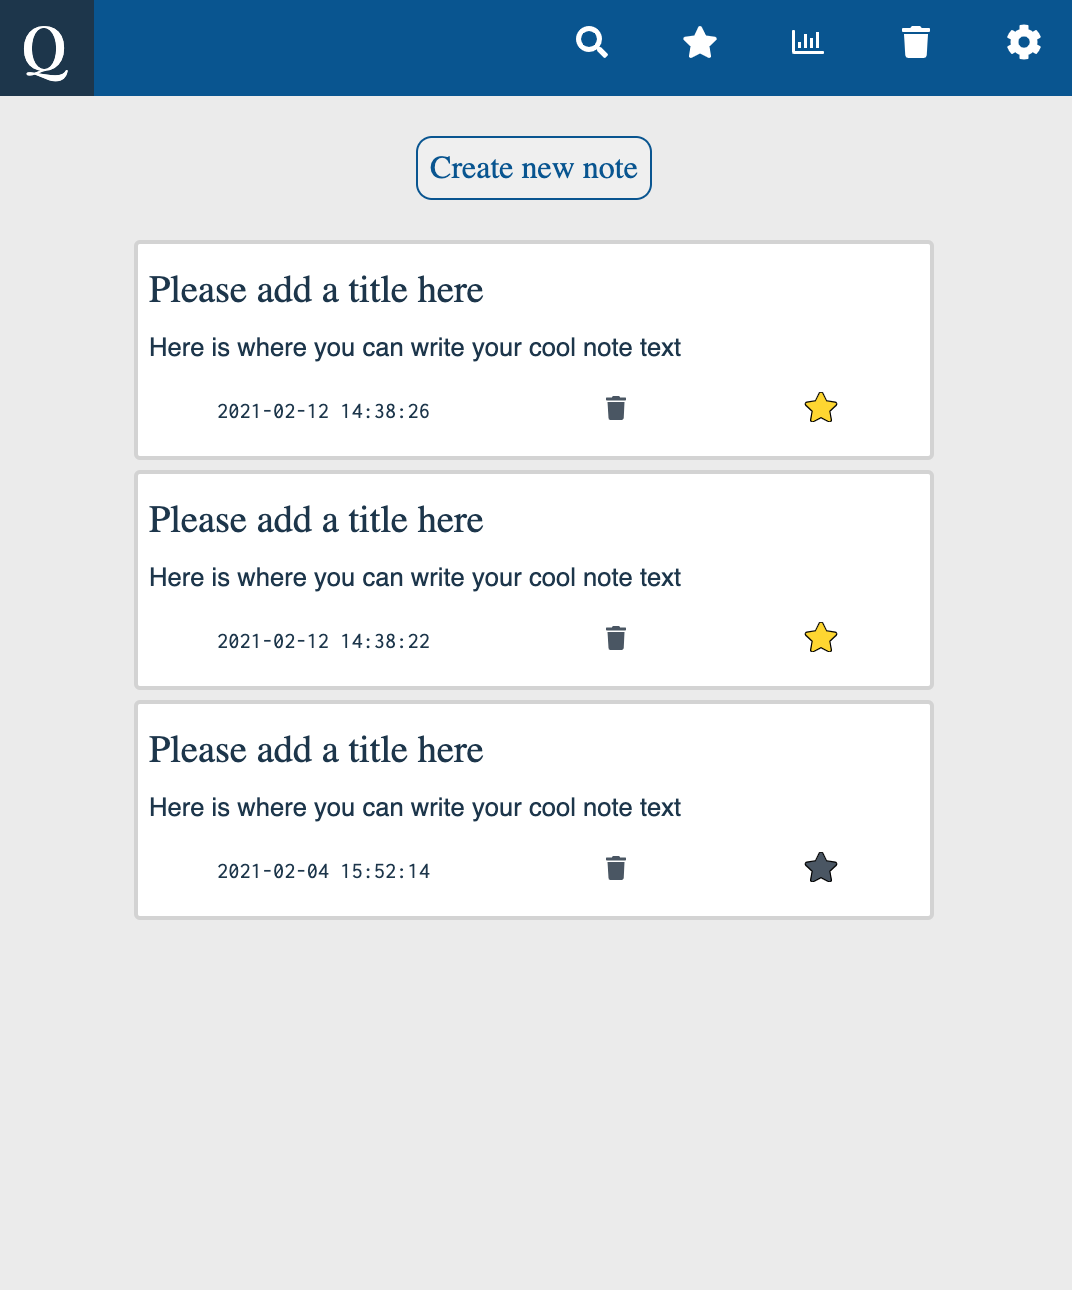 Q
Create new note
Please add a title here
Here is where you can write your cool note text
2021-02-12 14:38:26
Please add a title here
Here is where you can write your cool note text
2021-02-12 14:38:22
Please add a title here
Here is where you can write your cool note text
2021-02-04 15:52:14